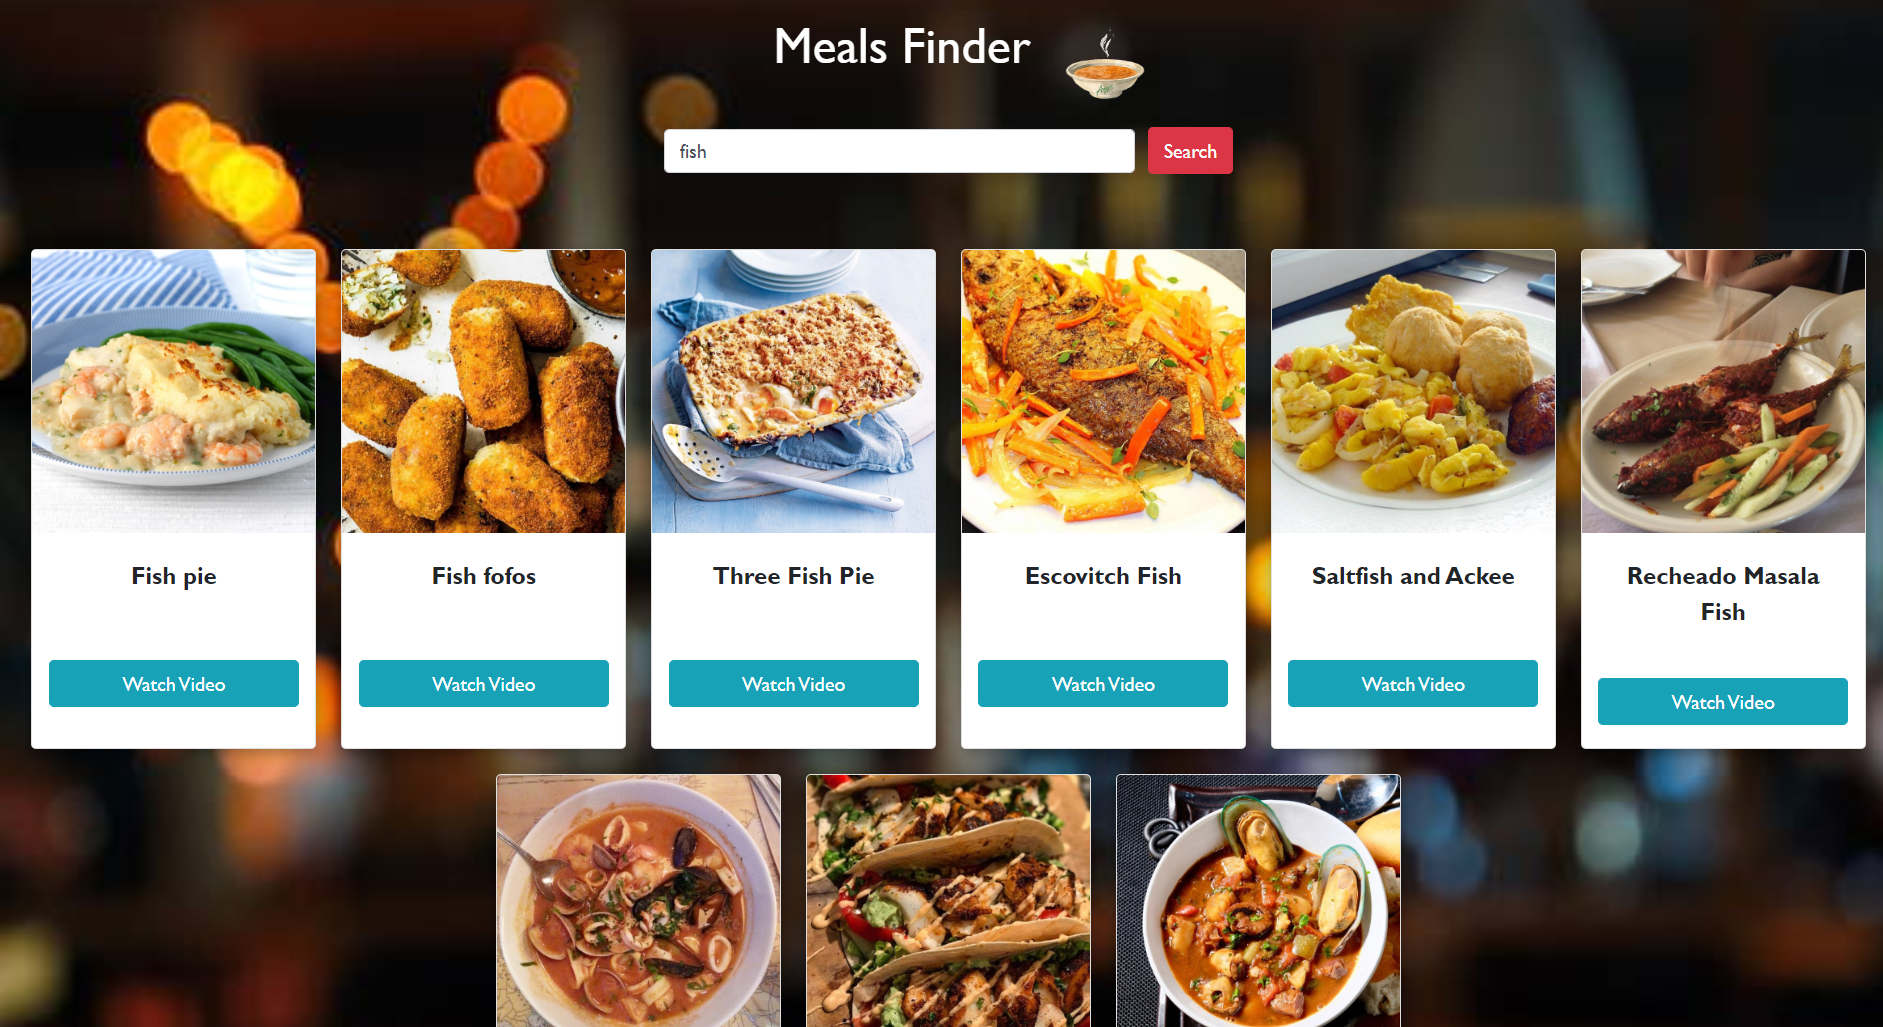 Meals Finder
fish
Search
Fish pie
Fish fofos
Three Fish Pie
Escovitch Fish
Saltfish and Ackee
Recheado Masala
Fish
Watch Video
Watch Video
Watch Video
Watch Video
Watch Video
Watch Video